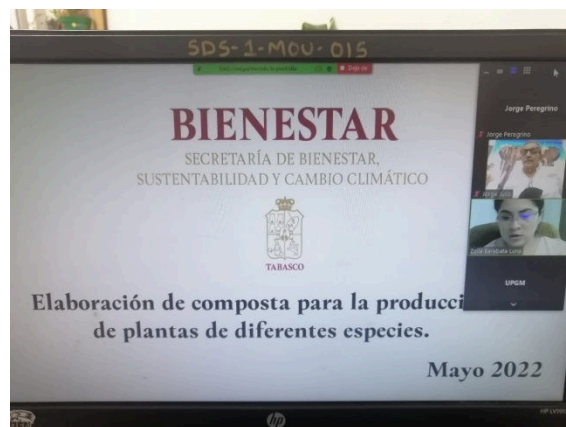 SDS-1-MOU-015
BIENESTAR
SECRETARÍA DE BIENESTAR,
SUSTENTABILIDAD Y CAMBIO CLIMÁTICO
TABASCO
Elaboración de composta para la producci
de plantas de diferentes especies.
Mayo 2022
Jorge Peregrino
Jorge Peregrino
UPGM
hp